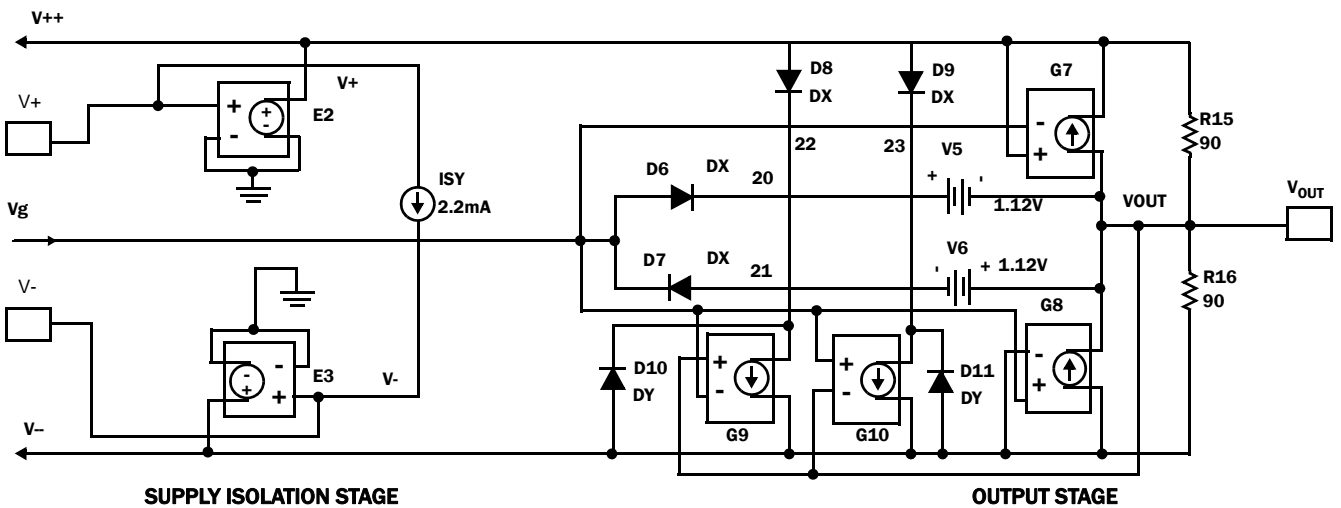 V++
V+
V+
+
-
+
-
E2
D8
DX
D9
DX
G7
-
+
R15
90
22
23
V5
+
-
1.12V
D6
DX
20
ISY
2.2mA
Vg
VOUT
VOUT
D7
DX
21
V6
-
+ 1.12V
V-
G8
R16
90
-
+
-
+
E3
V-
D10
DY
+
-
G9
+
-
G10
D11
DY
-
+
V--
SUPPLY ISOLATION STAGE
OUTPUT STAGE